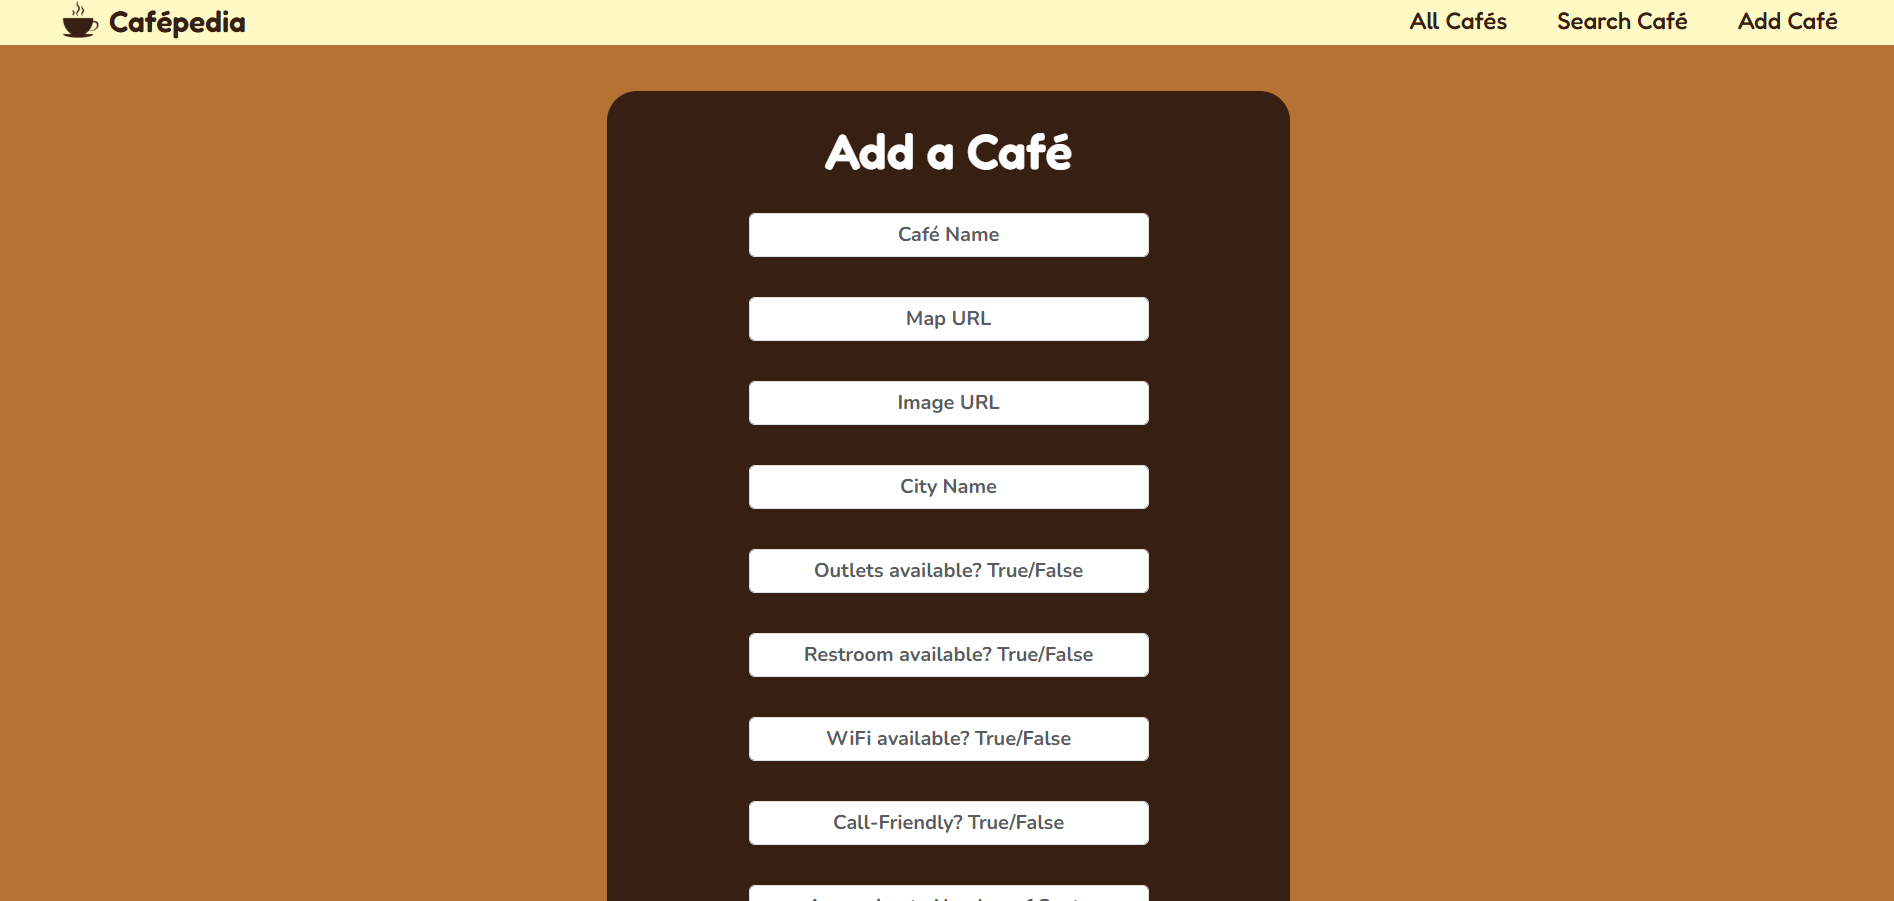 Cafépedia
All Cafés
Search Café
Add Café
Add a Café
Café Name
Map URL
Image URL
City Name
Outlets available? True/False
Restroom available? True/False
WiFi available? True/False
Call-Friendly? True/False